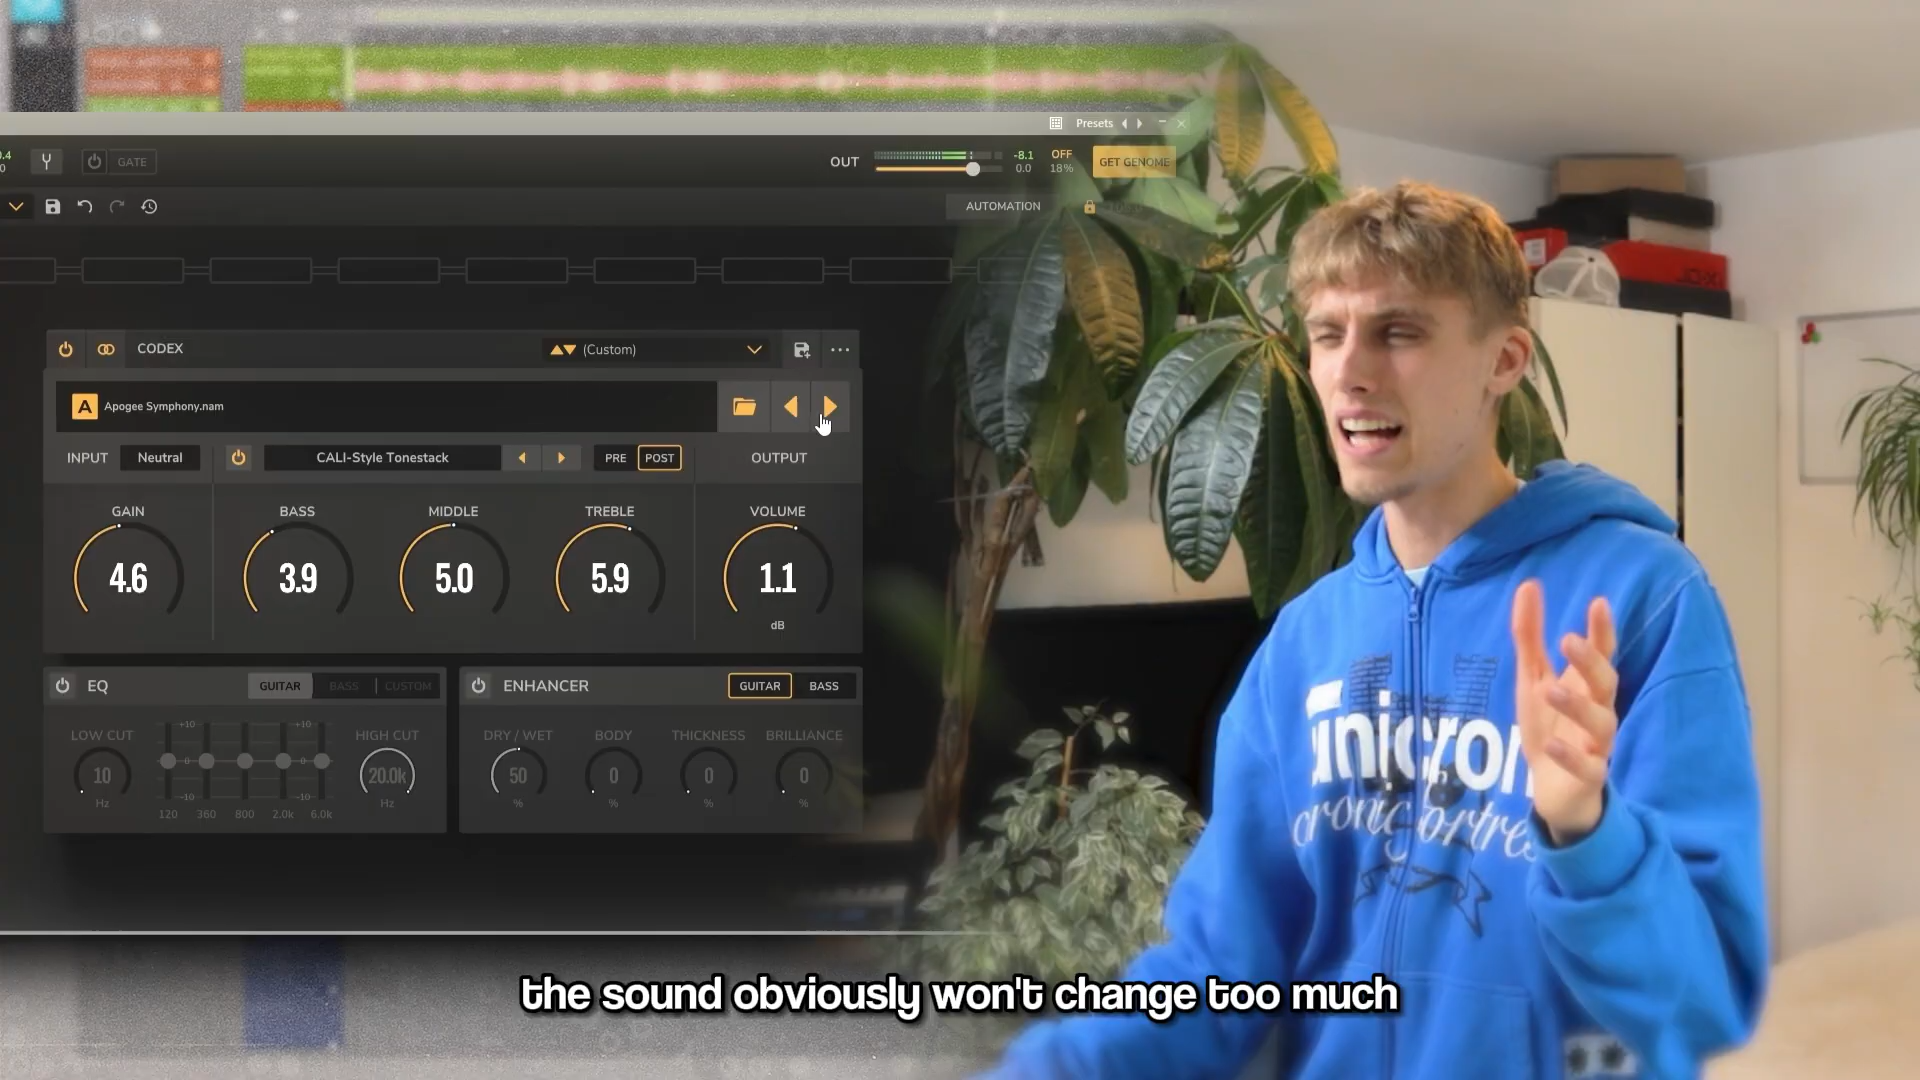 Presets
0.4
0
GATE
OUT
-8.1
0.0
OFF
18%
GET GENOME
AUTOMATION
CODEX
(Custom)
A
Apogee Symphony.nam
INPUT
Neutral
CALI-Style Tonestack
PRE
POST
OUTPUT
GAIN
BASS
MIDDLE
TREBLE
VOLUME
4.6
3.9
5.0
5.9
1.1
dB
EQ
GUITAR
BASS
CUSTOM
ENHANCER
GUITAR
BASS
LOW CUT
10
Hz
+10
+10
0
0
-10
-10
120
360
800
2.0k
6.0k
HIGH CUT
20.0k
Hz
DRY / WET
50
%
BODY
0
%
THICKNESS
0
%
BRILLIANCE
0
%
the sound obviously won't change too much